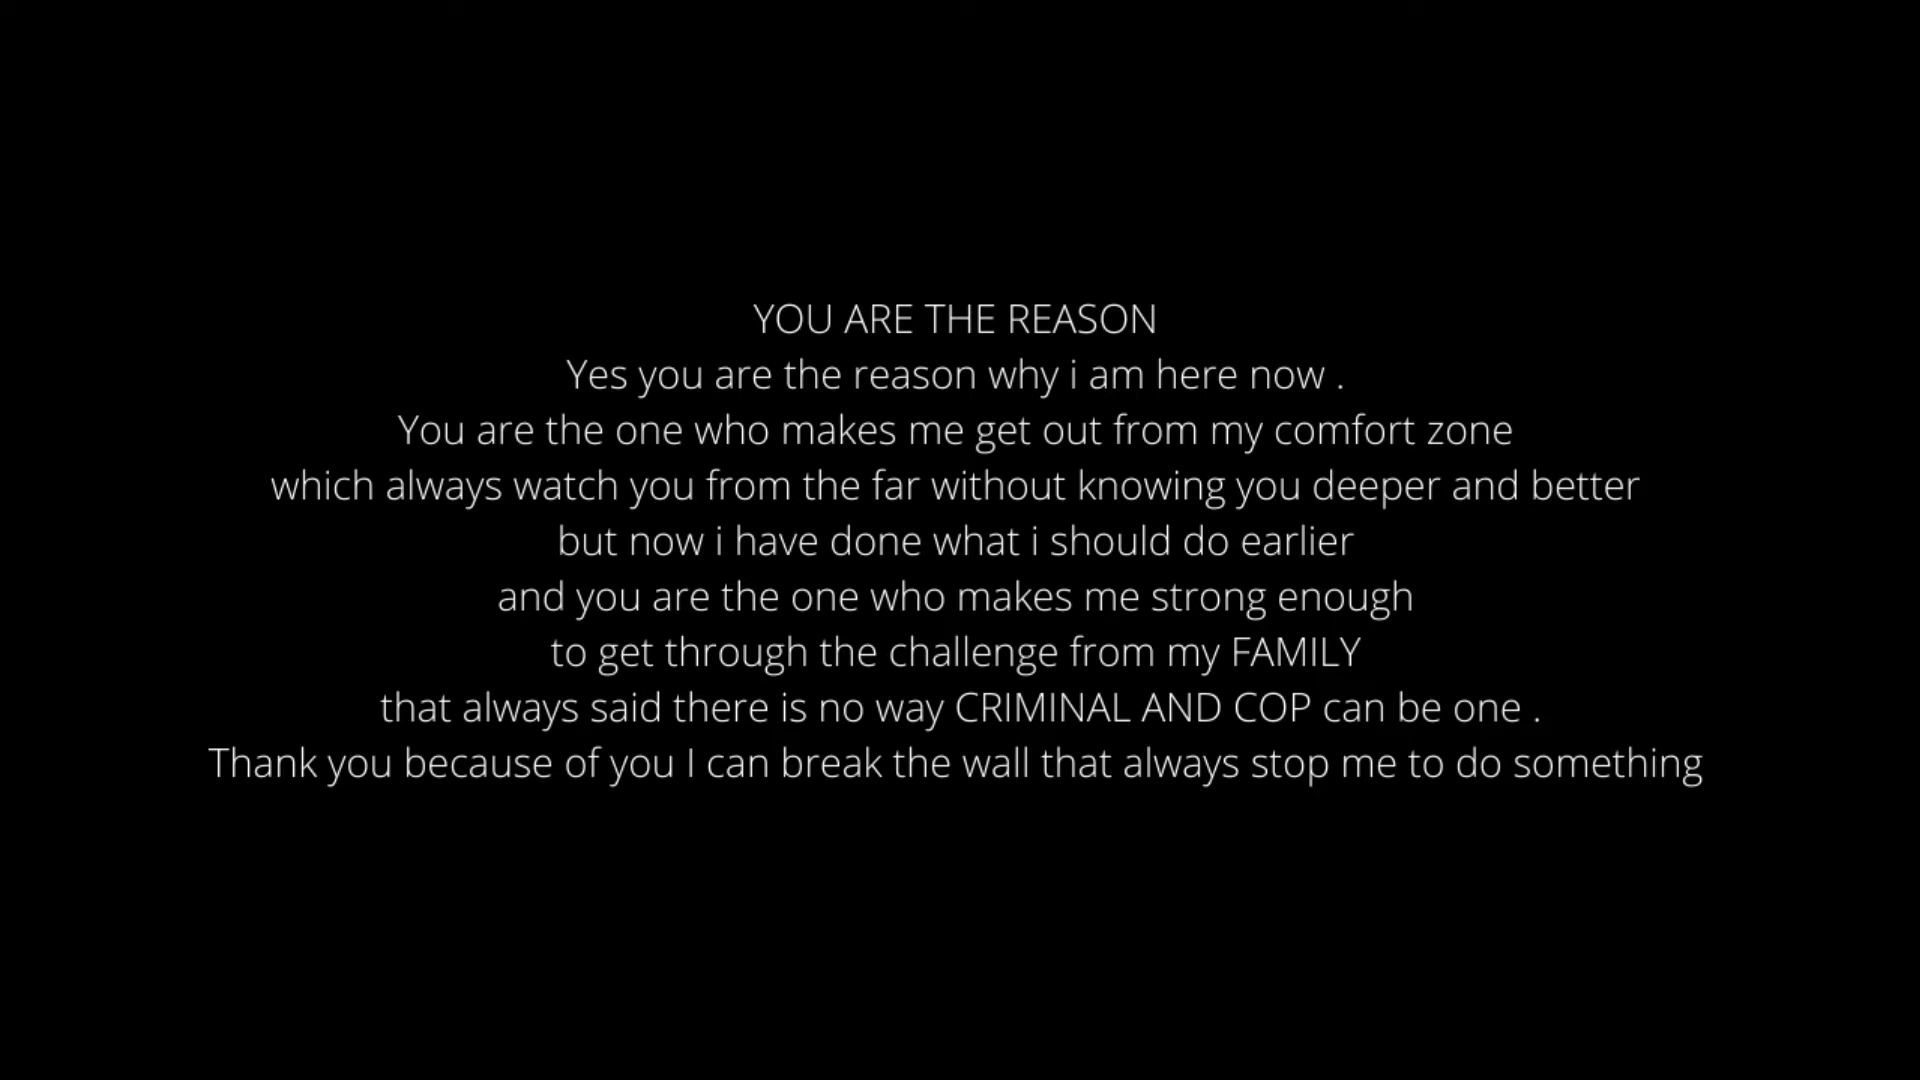 YOU ARE THE REASON
Yes you are the reason why i am here now .
You are the one who makes me get out from my comfort zone
which always watch you from the far without knowing you deeper and better
but now i have done what i should do earlier
and you are the one who makes me strong enough
to get through the challenge from my FAMILY
that always said there is no way CRIMINAL AND COP can be one .
Thank you because of you I can break the wall that always stop me to do something